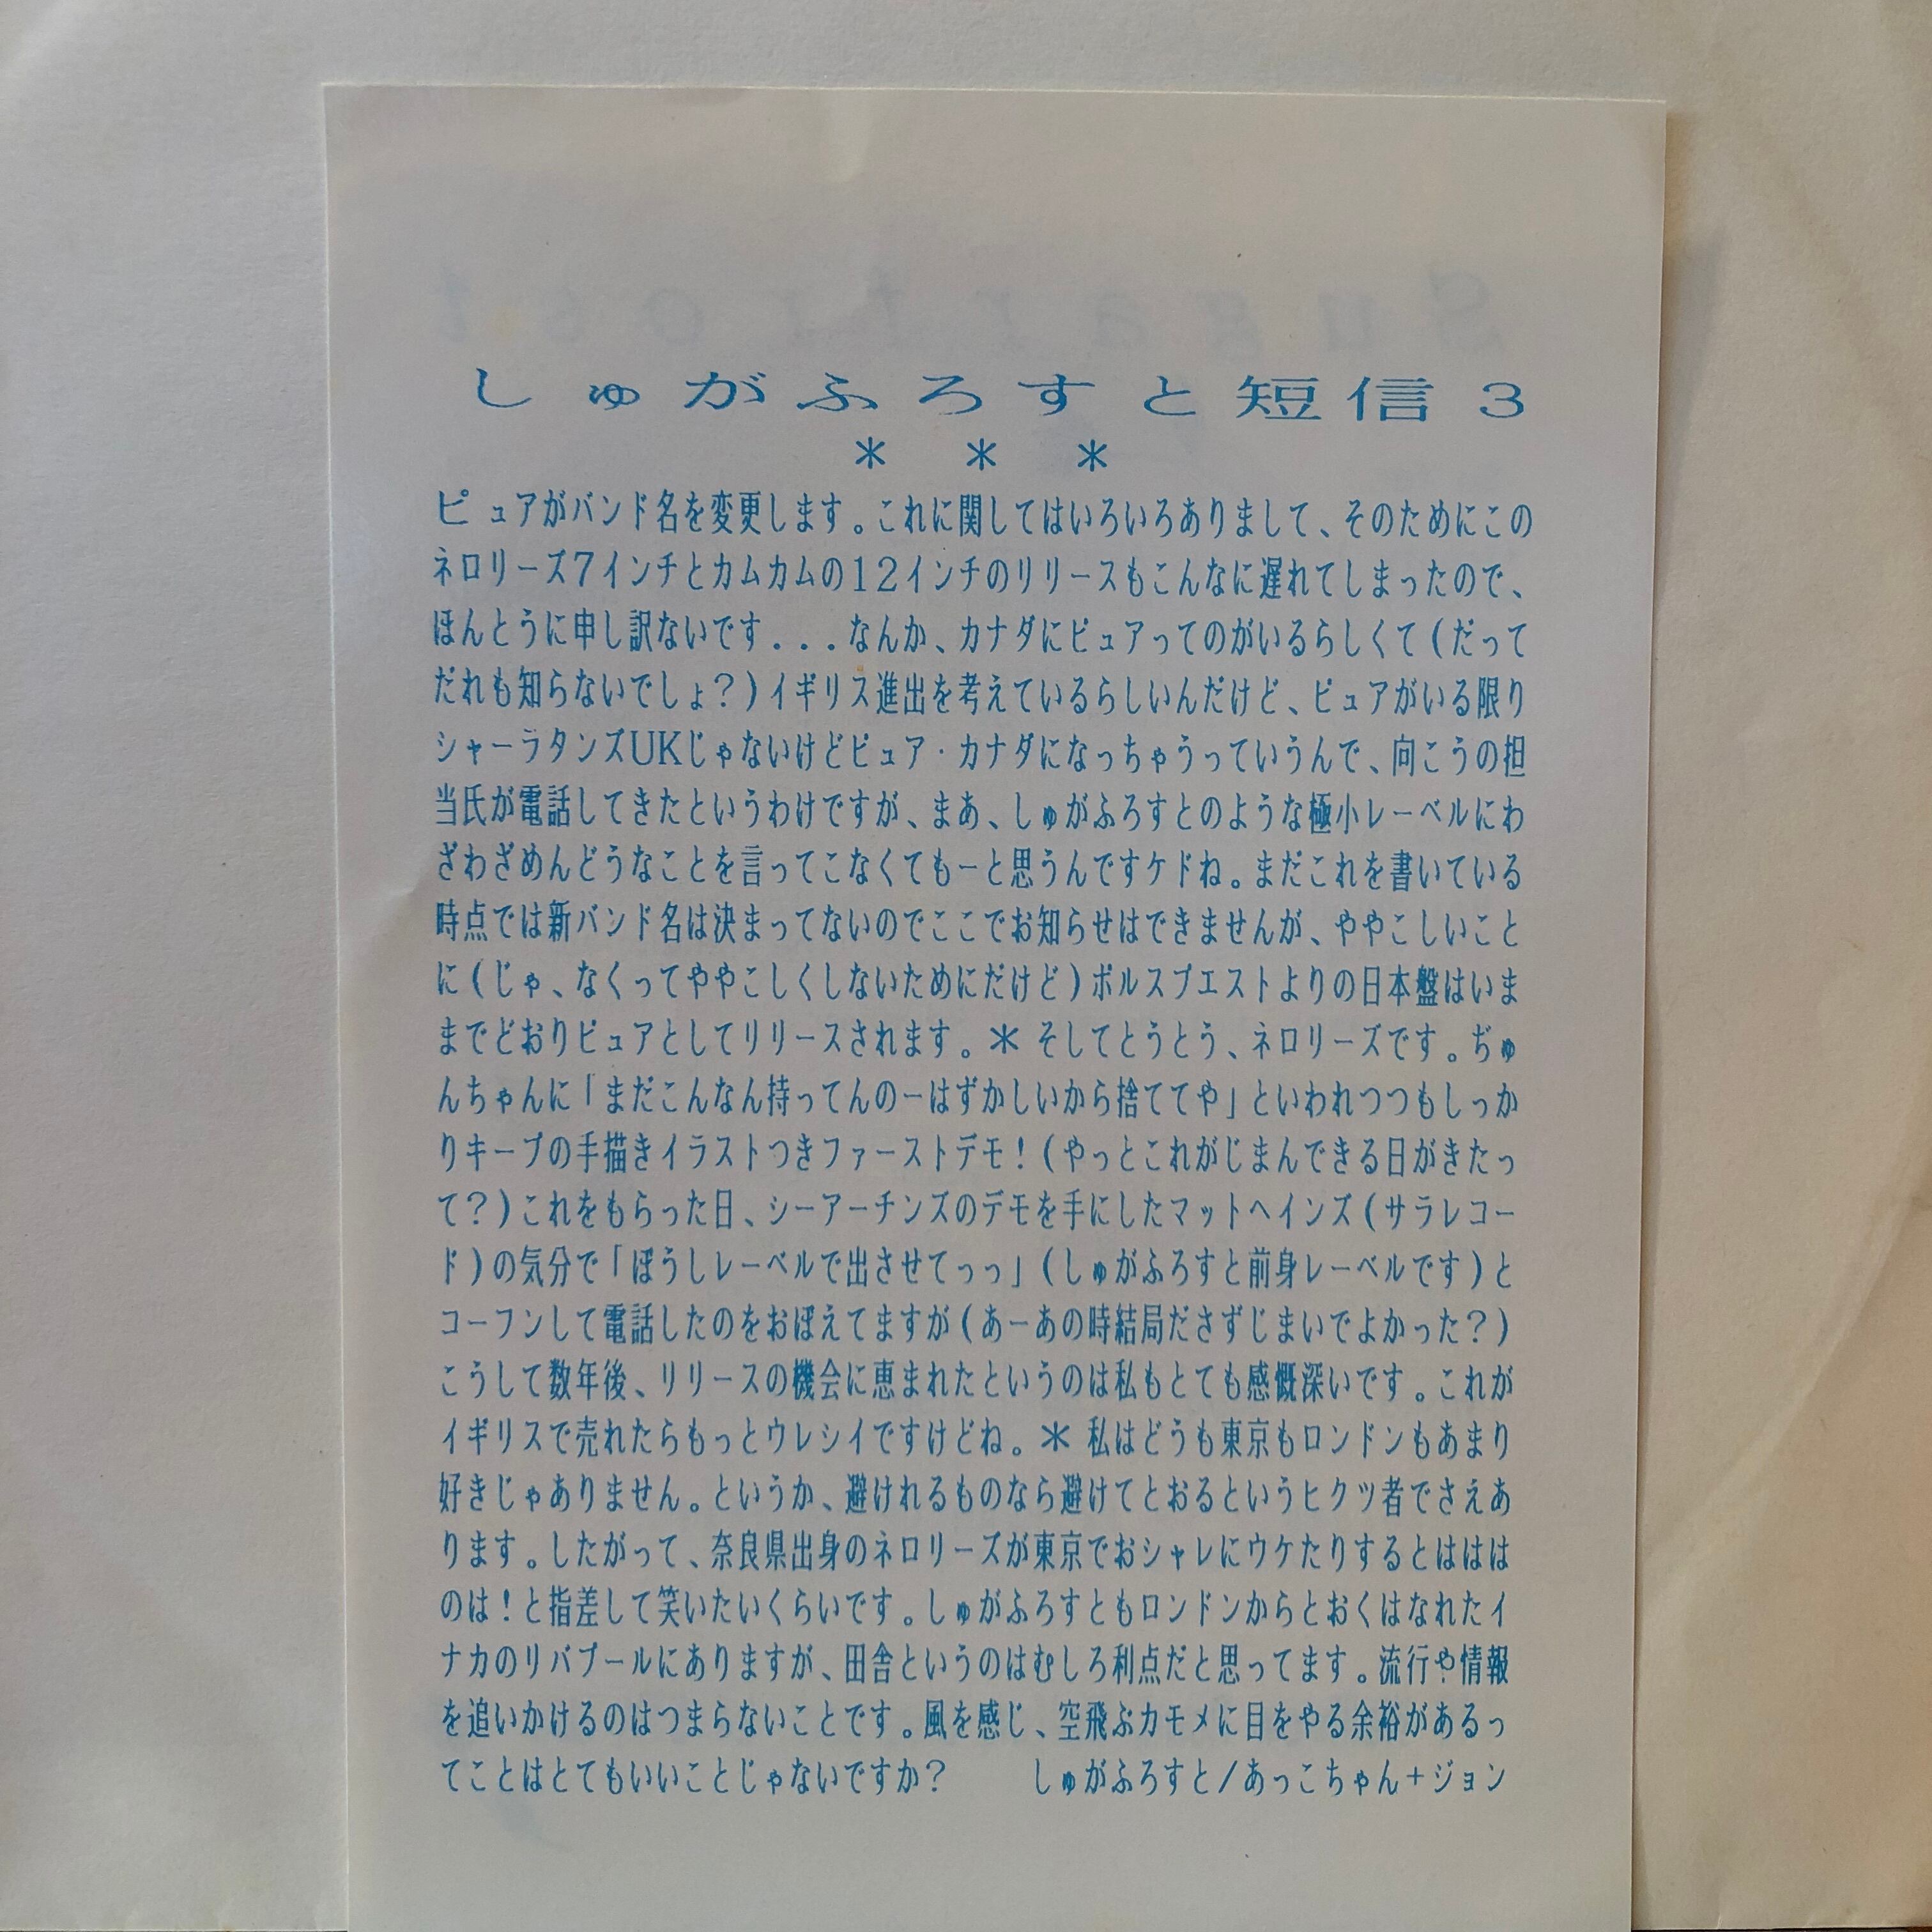 しゅがふろすと短信3
＊ ＊ ＊
ピュアがバンド名を変更します。これに関してはいろいろありまして、そのためにこの
ネロリーズ7インチとカムカムの12インチのリリースもこんなに遅れてしまったので、
ほんとうに申し訳ないです...なんか、カナダにピュアってのがいるらしくて(だって
だれも知らないでしょ?)イギリス進出を考えているらしいんだけど、ピュアがいる限り
シャーラタンズUKじゃないけどピュア・カナダになっちゃうっていうんで、向こうの担
当氏が電話してきたというわけですが、まあ、しゅがふろすとのような極小レーベルにわ
ざわざめんどうなことを言ってこなくてもーと思うんですケドね。まだこれを書いている
時点では新バンド名は決まってないのでここでお知らせはできませんが、ややこしいこと
に(じゃ、なくってややこしくしないためにだけど)ポルスプエストよりの日本盤はいま
までどおりピュアとしてリリースされます。＊ そしてとうとう、ネロリーズです。ぢゅ
んちゃんに「まだこんなん持ってんのーはずかしいから捨ててや」といわれつつもしっか
りキープの手描きイラストつきファーストデモ!(やっとこれがじまんできる日がきたっ
て?)これをもらった日、シーアーチンズのデモを手にしたマットヘインズ(サラレコー
ド)の気分で「ぼうしレーベルで出させてっっ」(しゅがふろすと前身レーベルです)と
コーフンして電話したのをおぼえてますが(あーあの時結局ださずじまいでよかった?)
こうして数年後、リリースの機会に恵まれたというのは私もとても感慨深いです。これが
イギリスで売れたらもっとウレシイですけどね。＊ 私はどうも東京もロンドンもあまり
好きじゃありません。というか、避けれるものなら避けてとおるというヒクツ者でさえあ
ります。したがって、奈良県出身のネロリーズが東京でおシャレにウケたりするとははは
のは!と指差して笑いたいくらいです。しゅがふろすともロンドンからとおくはなれたイ
ナカのリバプールにありますが、田舎というのはむしろ利点だと思ってます。流行や情報
を追いかけるのはつまらないことです。風を感じ、空飛ぶカモメに目をやる余裕があるっ
てことはとてもいいことじゃないですか? しゅがふろすと/あっこちゃん+ジョン